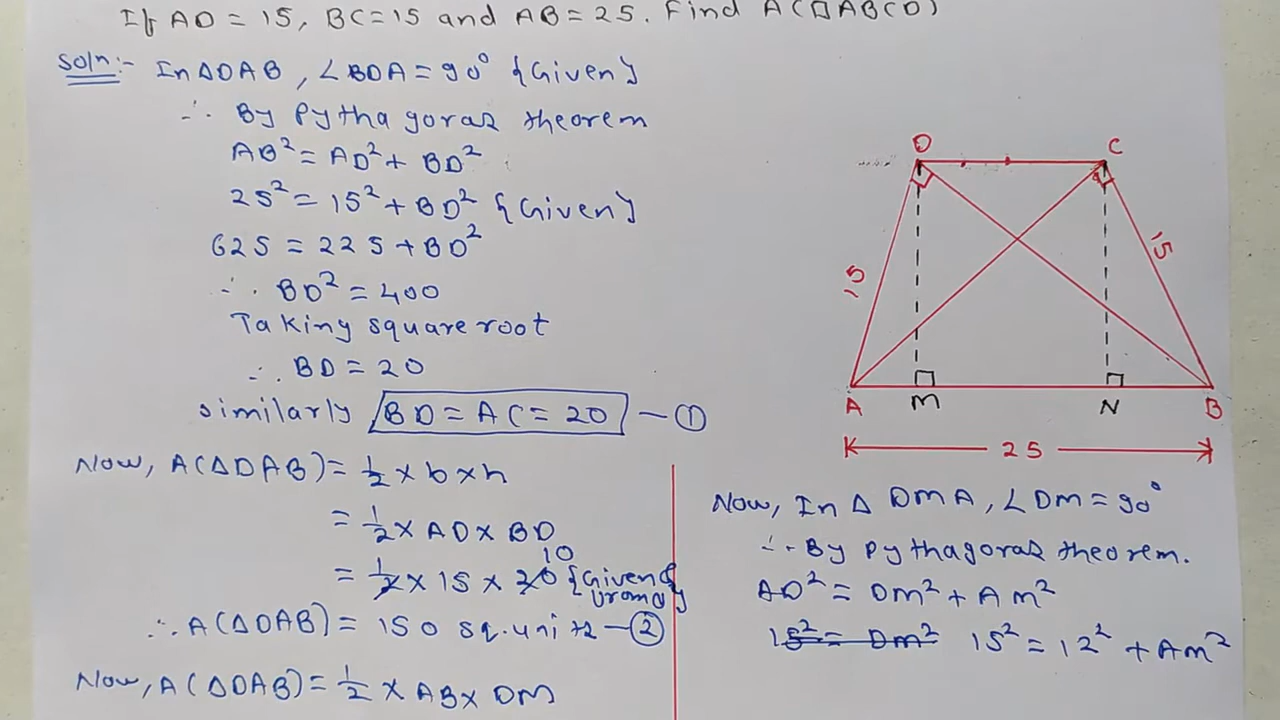 If AD = 15, BC = 15 and AB = 25. Find A(□ABCD)
Soln:- In ΔDAB, ∠BDA = 90° {Given}
∴ By Pythagoras theorem
AB² = AD² + BD²
25² = 15² + BD² {Given}
625 = 225 + BD²
∴ BD² = 400
Taking square root
∴ BD = 20
similarly BD = AC = 20 — ①
Now, A(ΔDAB) = 1/2 × b × h
= 1/2 × AD × BD
10
= 1/2 × 15 × 20 {Given &
∴ A(ΔDAB) = 150 sq. units — ②
Now, A(ΔDAB) = 1/2 × AB × DM
D C
15 15
A M N B
25
Now, In Δ DMA, ∠DM = 90°
∴ By Pythagoras theorem.
AD² = DM² + AM²
15² = DM² 15² = 12² + AM²